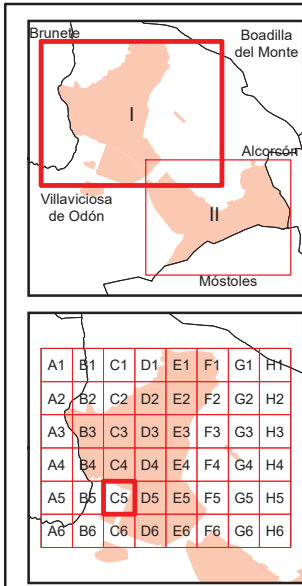 Brunete
Boadilla
del Monte
I
Alcorcón
Villaviciosa
de Odón
II
Móstoles
A1 B1 C1 D1 E1 F1 G1 H1
A2 B2 C2 D2 E2 F2 G2 H2
A3 B3 C3 D3 E3 F3 G3 H3
A4 B4 C4 D4 E4 F4 G4 H4
A5 B5 C5 D5 E5 F5 G5 H5
A6 B6 C6 D6 E6 F6 G6 H6